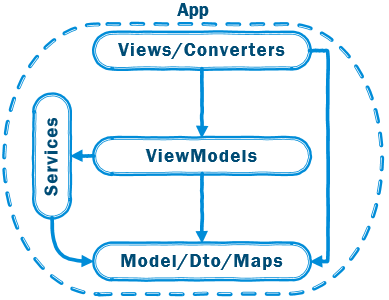 App
Views/Converters
ViewModels
Services
Model/Dto/Maps